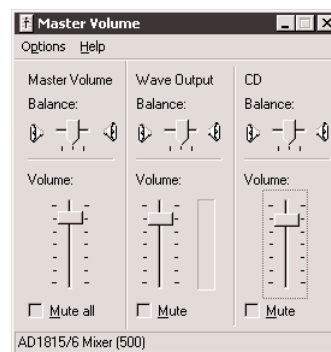 Master Volume
Options Help
Master Volume Wave Output CD
Balance: Balance: Balance:
Volume: Volume: Volume:
Mute all Mute Mute
AD1815/6 Mixer (500)